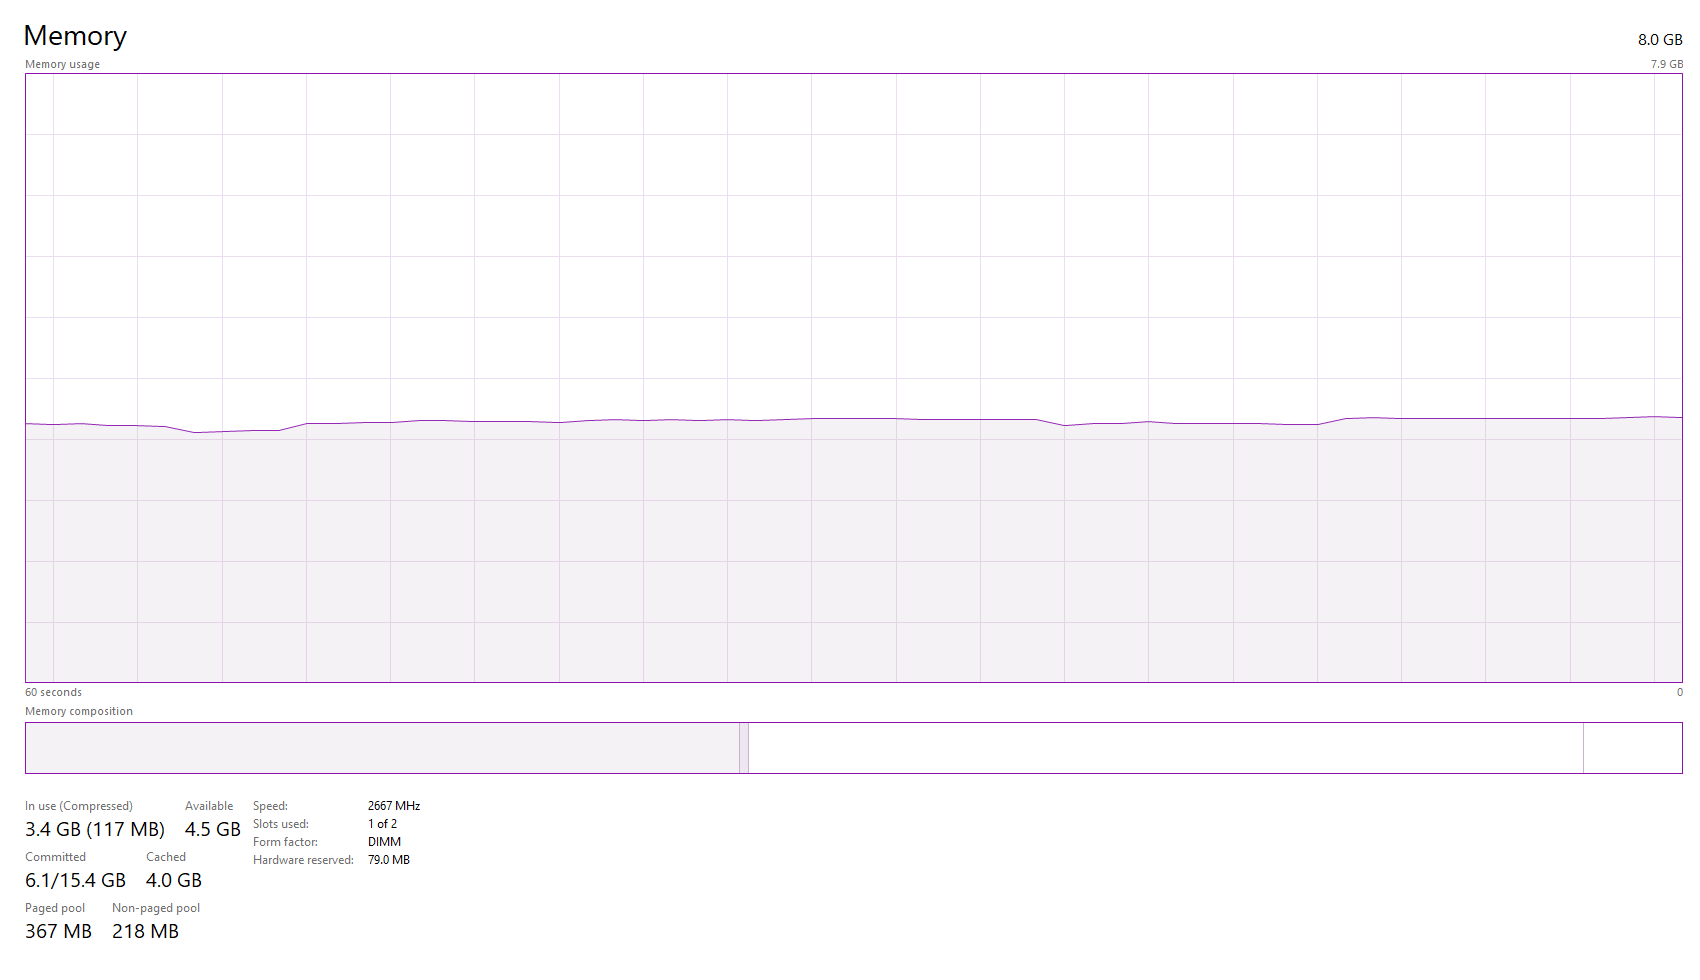 Memory
8.0 GB
Memory usage
7.9 GB
60 seconds
0
Memory composition
In use (Compressed)
Available
3.4 GB (117 MB)
4.5 GB
Committed
Cached
6.1/15.4 GB
4.0 GB
Paged pool
Non-paged pool
367 MB
218 MB
Speed:
2667 MHz
Slots used:
1 of 2
Form factor:
DIMM
Hardware reserved:
79.0 MB